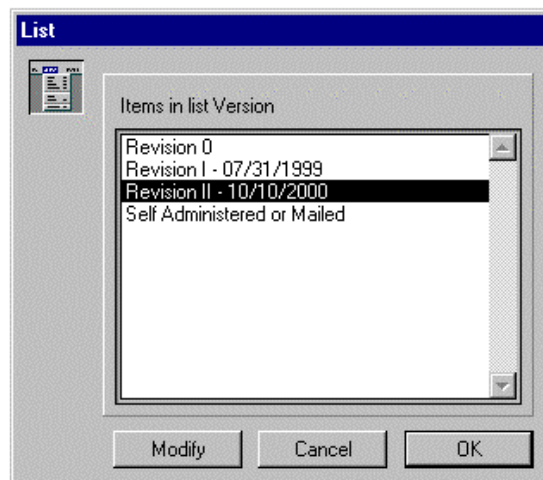 List
Items in list Version
Revision 0
Revision I - 07/31/1999
Revision II - 10/10/2000
Self Administered or Mailed
Modify Cancel OK